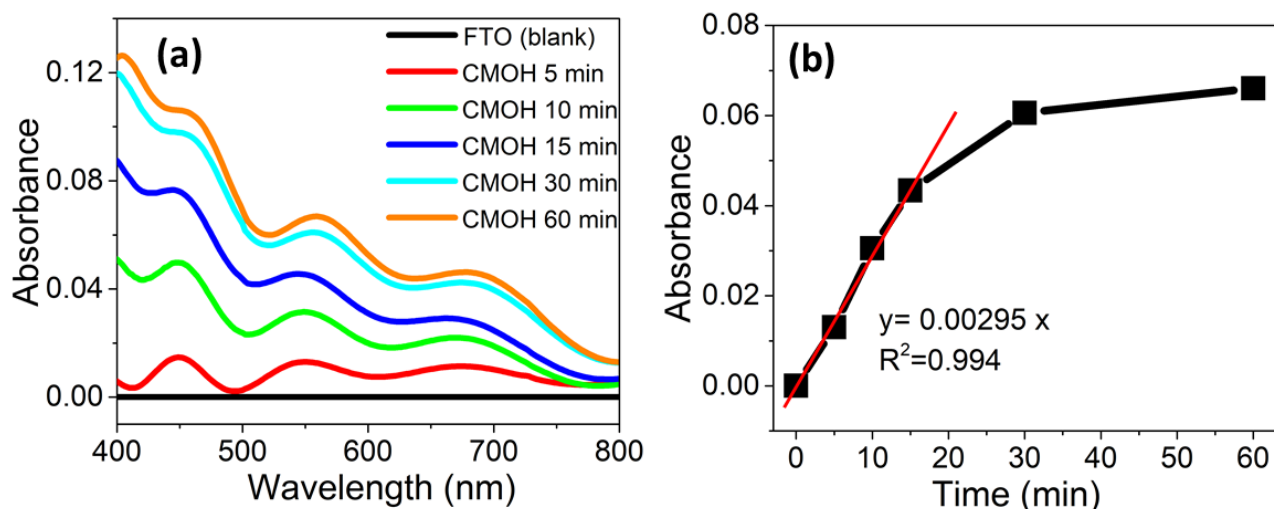 (a)
FTO (blank)
CMOH 5 min
CMOH 10 min
CMOH 15 min
CMOH 30 min
CMOH 60 min
Absorbance
0.12
0.08
0.04
0.00
400 500 600 700 800
Wavelength (nm)
(b)
Absorbance
0.08
0.06
0.04
0.02
0.00
y= 0.00295 x
R²=0.994
0 10 20 30 40 50 60
Time (min)